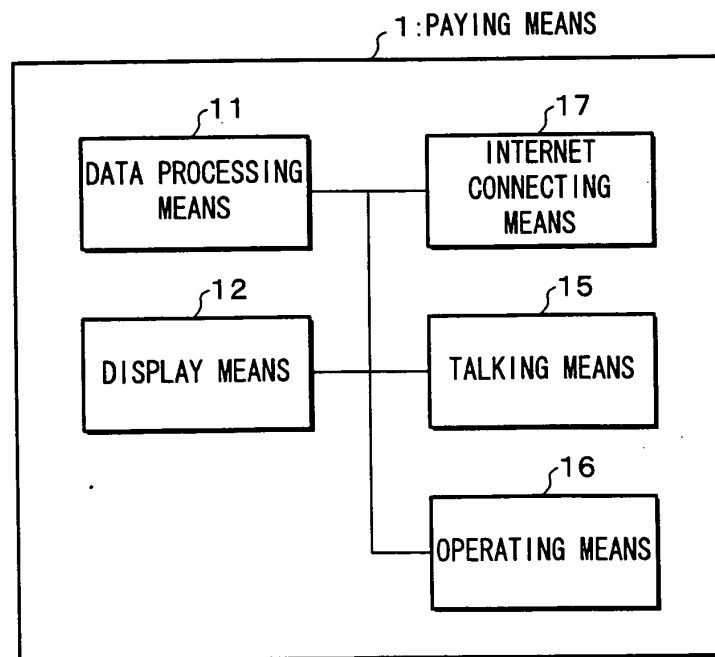 1:PAYING MEANS
11
DATA PROCESSING
MEANS
17
INTERNET
CONNECTING
MEANS
12
DISPLAY MEANS
15
TALKING MEANS
16
OPERATING MEANS